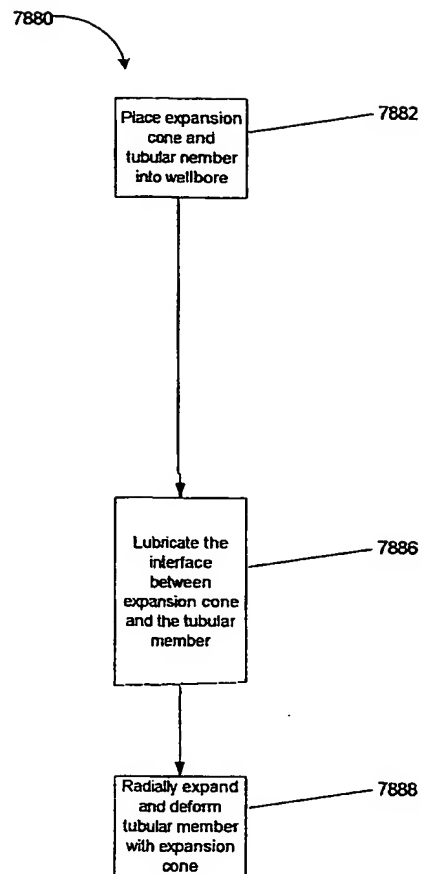 7880
Place expansion
cone and
tubular nember
into wellbore
7882
Lubricate the
interface
between
expansion cone
and the tubular
member
7886
Radially expand
and deform
tubular member
with expansion
cone
7888